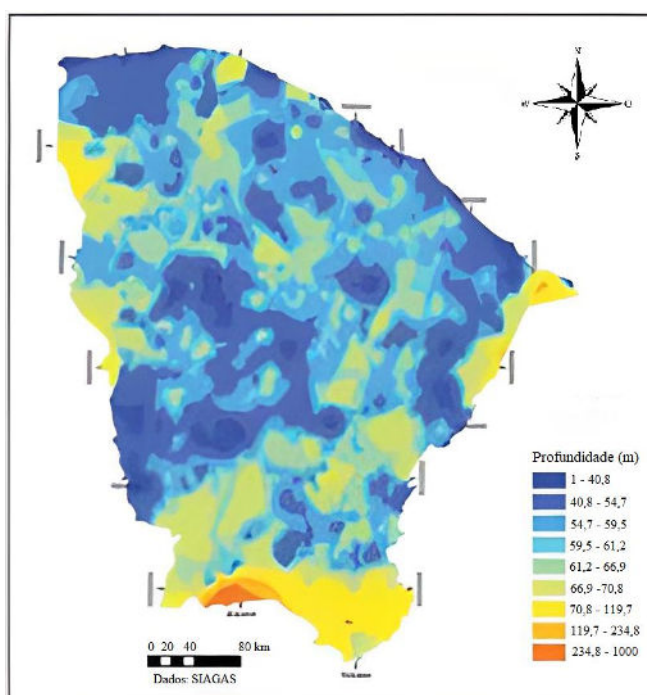 N
W
O
S
Profundidade (m)
1 - 40,8
40,8 - 54,7
54,7 - 59,5
59,5 - 61,2
61,2 - 66,9
66,9 - 70,8
70,8 - 119,7
119,7 - 234,8
234,8 - 1000
0 20 40 80 km
Dados: SIAGAS